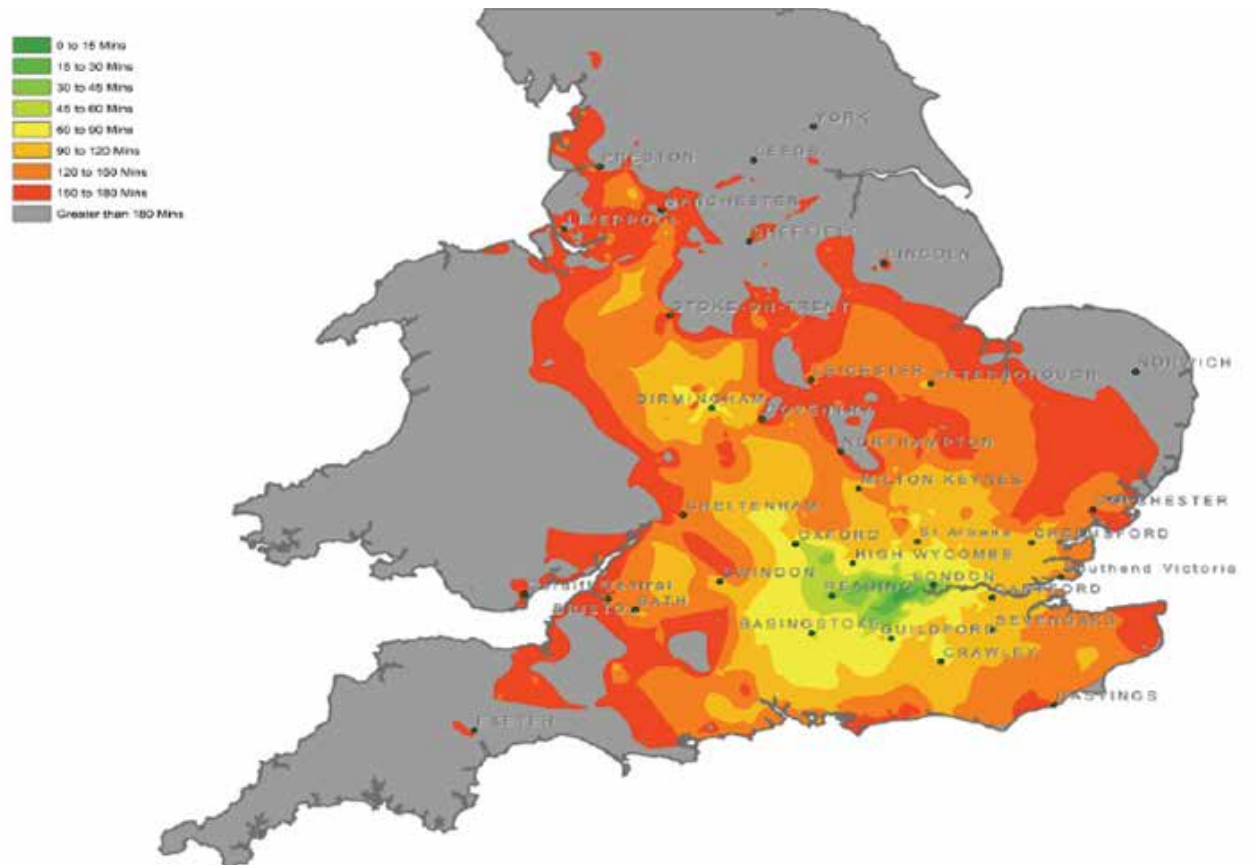 0 to 15 Mins
15 to 30 Mins
30 to 45 Mins
45 to 60 Mins
60 to 90 Mins
90 to 120 Mins
120 to 150 Mins
150 to 180 Mins
Greater than 180 Mins
YORK
LEEDS
PRESTON
MANCHESTER
LIVERPOOL
SHEFFIELD
LINCOLN
STOKE-ON-TRENT
NORWICH
LEICESTER
PETERBOROUGH
BIRMINGHAM
COVENTRY
NORTHAMPTON
MILTON KEYNES
CHELTENHAM
COLCHESTER
OXFORD
St Albans
CHELMSFORD
HIGH WYCOMBE
SWINDON
Southend Victoria
Cardiff Central
READING
LONDON
DARTFORD
BRISTOL
BATH
BASINGSTOKE
GUILDFORD
SEVENOAKS
CRAWLEY
HASTINGS
EXETER